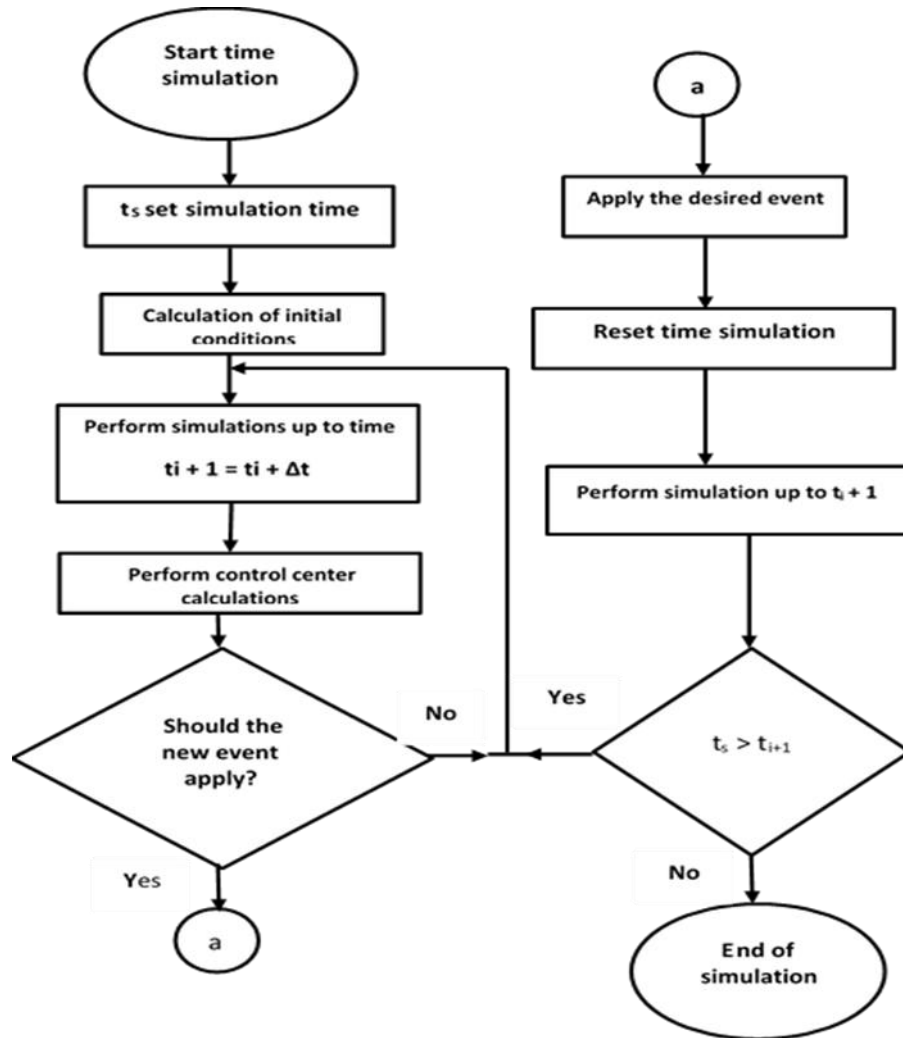 Start time
simulation
ts set simulation time
Calculation of initial
conditions
Perform simulations up to time
ti + 1 = ti + Δt
Perform control center
calculations
Should the
new event
apply?
No
Yes
a
a
Apply the desired event
Reset time simulation
Perform simulation up to ti + 1
Yes
ts > ti+1
No
End of
simulation